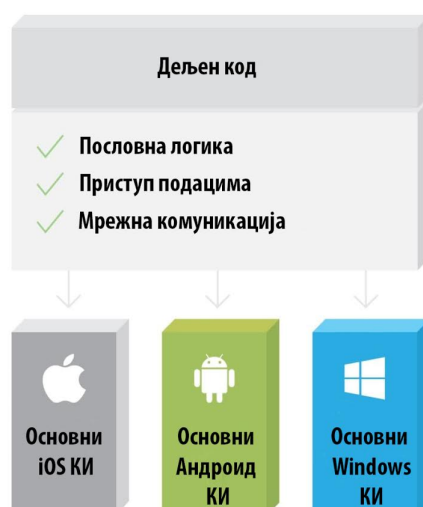 Дељен код
Пословна логика
Приступ подацима
Мрежна комуникација
Основни
iOS КИ
Основни
Андроид
КИ
Основни
Windows
КИ